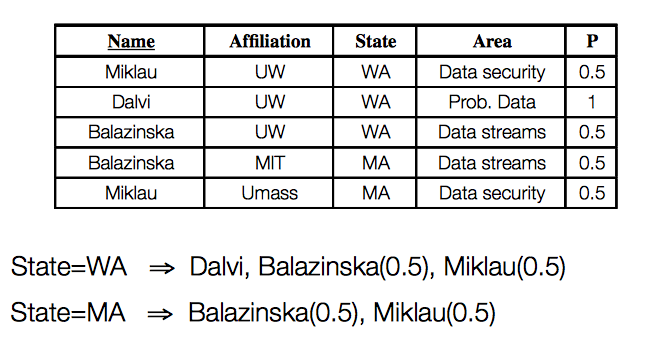 Name Affiliation State Area P
Miklau UW WA Data security 0.5
Dalvi UW WA Prob. Data 1
Balazinska UW WA Data streams 0.5
Balazinska MIT MA Data streams 0.5
Miklau Umass MA Data security 0.5
State=WA ⇒ Dalvi, Balazinska(0.5), Miklau(0.5)
State=MA ⇒ Balazinska(0.5), Miklau(0.5)